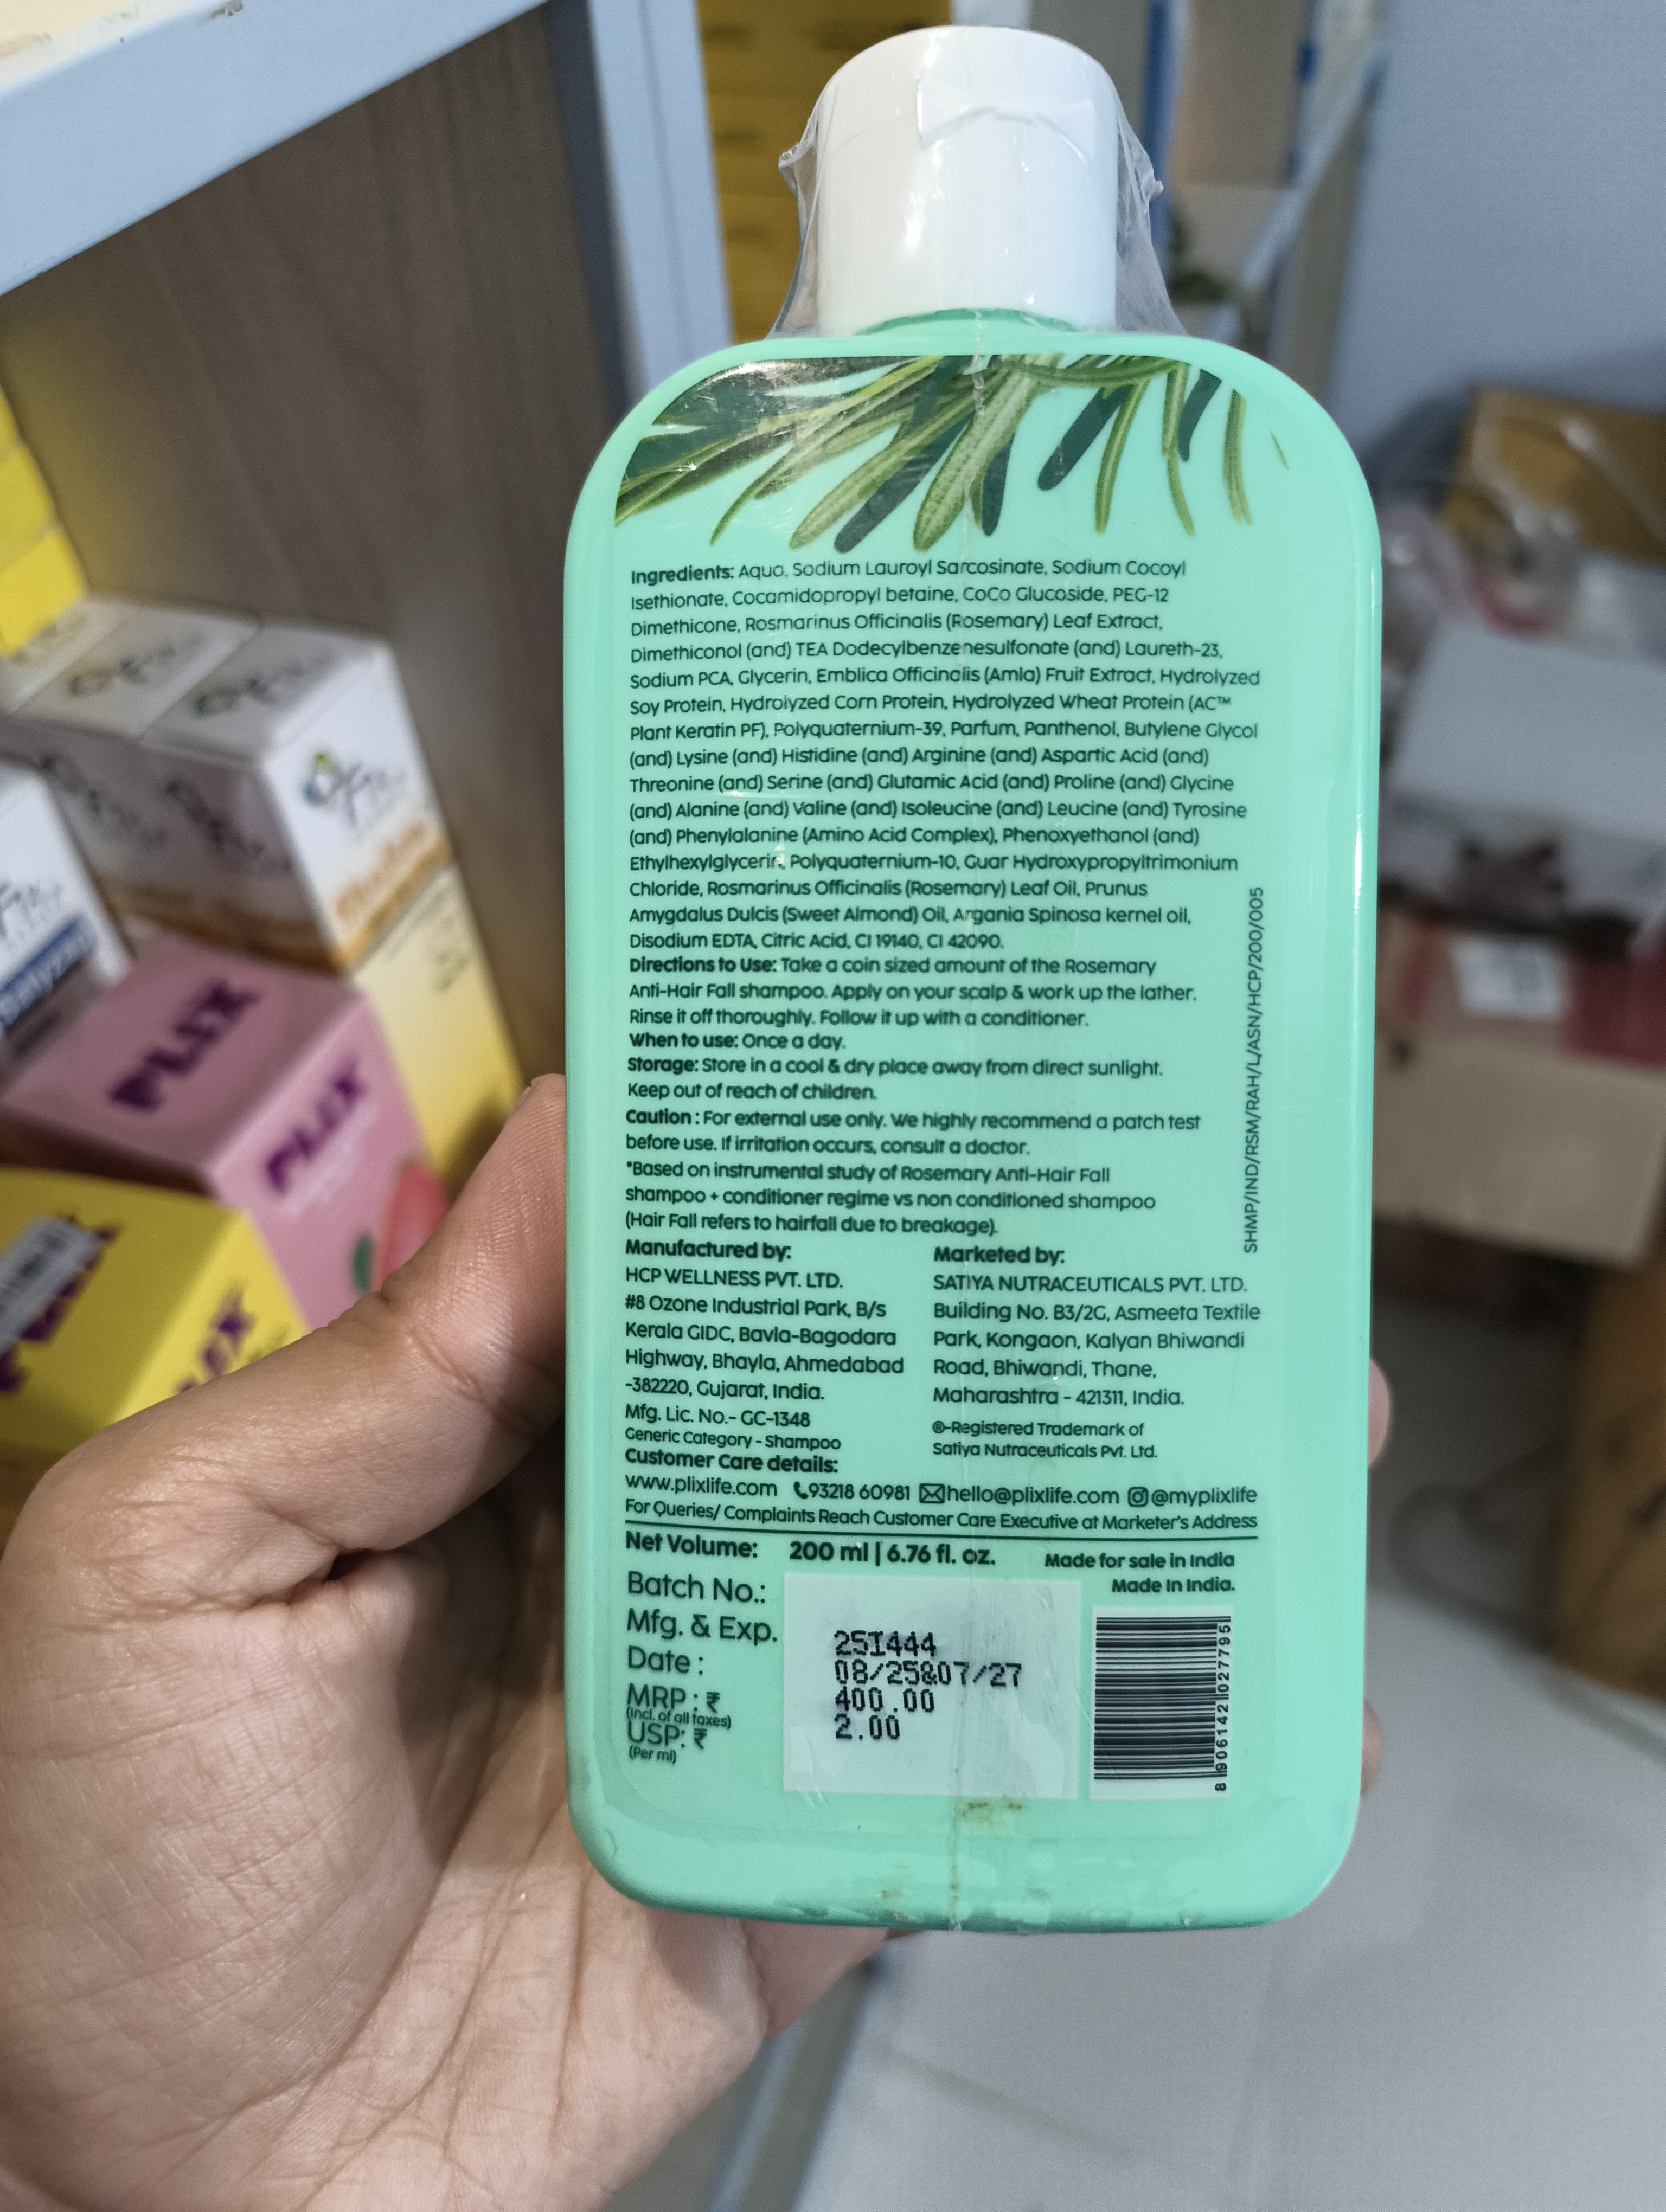 Ingredients: Aqua, Sodium Lauroyl Sarcosinate, Sodium Cocoyl
Isethionate, Cocamidopropyl betaine, CoCo Glucoside, PEG-12
Dimethicone, Rosmarinus Officinalis (Rosemary) Leaf Extract,
Dimethiconol (and) TEA Dodecylbenzenesulfonate (and) Laureth-23,
Sodium PCA, Glycerin, Emblica Officinalis (Amla) Fruit Extract, Hydrolyzed
Soy Protein, Hydrolyzed Corn Protein, Hydrolyzed Wheat Protein (AC™
Plant Keratin PF), Polyquaternium-39, Parfum, Panthenol, Butylene Glycol
(and) Lysine (and) Histidine (and) Arginine (and) Aspartic Acid (and)
Threonine (and) Serine (and) Glutamic Acid (and) Proline (and) Glycine
(and) Alanine (and) Valine (and) Isoleucine (and) Leucine (and) Tyrosine
(and) Phenylalanine (Amino Acid Complex), Phenoxyethanol (and)
Ethylhexylglycerin, Polyquaternium-10, Guar Hydroxypropyltrimonium
Chloride, Rosmarinus Officinalis (Rosemary) Leaf Oil, Prunus
Amygdalus Dulcis (Sweet Almond) Oil, Argania Spinosa kernel oil,
Disodium EDTA, Citric Acid, CI 19140, CI 42090.
Directions to Use: Take a coin sized amount of the Rosemary
Anti-Hair Fall shampoo. Apply on your scalp & work up the lather.
Rinse it off thoroughly. Follow it up with a conditioner.
When to use: Once a day.
Storage: Store in a cool & dry place away from direct sunlight.
Keep out of reach of children.
Caution : For external use only. We highly recommend a patch test
before use. If irritation occurs, consult a doctor.
*Based on instrumental study of Rosemary Anti-Hair Fall
shampoo + conditioner regime vs non conditioned shampoo
(Hair Fall refers to hairfall due to breakage).
SHMP/IND/RSM/RAH/L/ASN/HCP/200/005
Manufactured by:
HCP WELLNESS PVT. LTD.
#8 Ozone Industrial Park, B/s
Kerala GIDC, Bavla-Bagodara
Highway, Bhayla, Ahmedabad
-382220, Gujarat, India.
Mfg. Lic. No.- GC-1348
Generic Category - Shampoo
Marketed by:
SATIYA NUTRACEUTICALS PVT. LTD.
Building No. B3/2G, Asmeeta Textile
Park, Kongaon, Kalyan Bhiwandi
Road, Bhiwandi, Thane,
Maharashtra - 421311, India.
®-Registered Trademark of
Satiya Nutraceuticals Pvt. Ltd.
Customer Care details:
www.plixlife.com 93218 60981 hello@plixlife.com @myplixlife
For Queries/ Complaints Reach Customer Care Executive at Marketer's Address
Net Volume: 200 ml | 6.76 fl. oz.
Made for sale in India
Made In India.
Batch No.:
Mfg. & Exp.
Date :
MRP : ₹
(Incl. of all taxes)
USP: ₹
(Per ml)
25I444
08/25&07/27
400.00
2.00
8 906142 027795
PLIX
PLIX